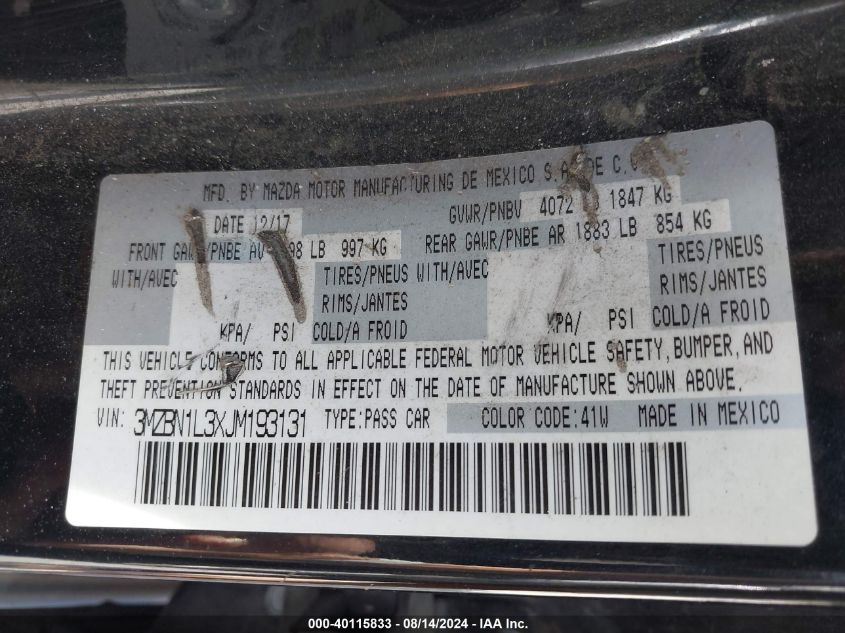 MFD. BY MAZDA MOTOR MANUFACTURING DE MEXICO S.A. DE C.V.
DATE 12/17 GVWR/PNBV 4072 1847 KG
FRONT GAWR/PNBE AV LB 997 KG REAR GAWR/PNBE AR 1883 LB 854 KG
WITH/AVEC TIRES/PNEUS WITH/AVEC TIRES/PNEUS
RIMS/JANTES RIMS/JANTES
KPA/ PSI COLD/A FROID KPA/ PSI COLD/A FROID
THIS VEHICLE CONFORMS TO ALL APPLICABLE FEDERAL MOTOR VEHICLE SAFETY, BUMPER, AND
THEFT PREVENTION STANDARDS IN EFFECT ON THE DATE OF MANUFACTURE SHOWN ABOVE.
VIN: 3MZBN1L3XJM193131 TYPE:PASS CAR COLOR CODE:41W MADE IN MEXICO
000-40115833 - 08/14/2024 - IAAI, Inc.